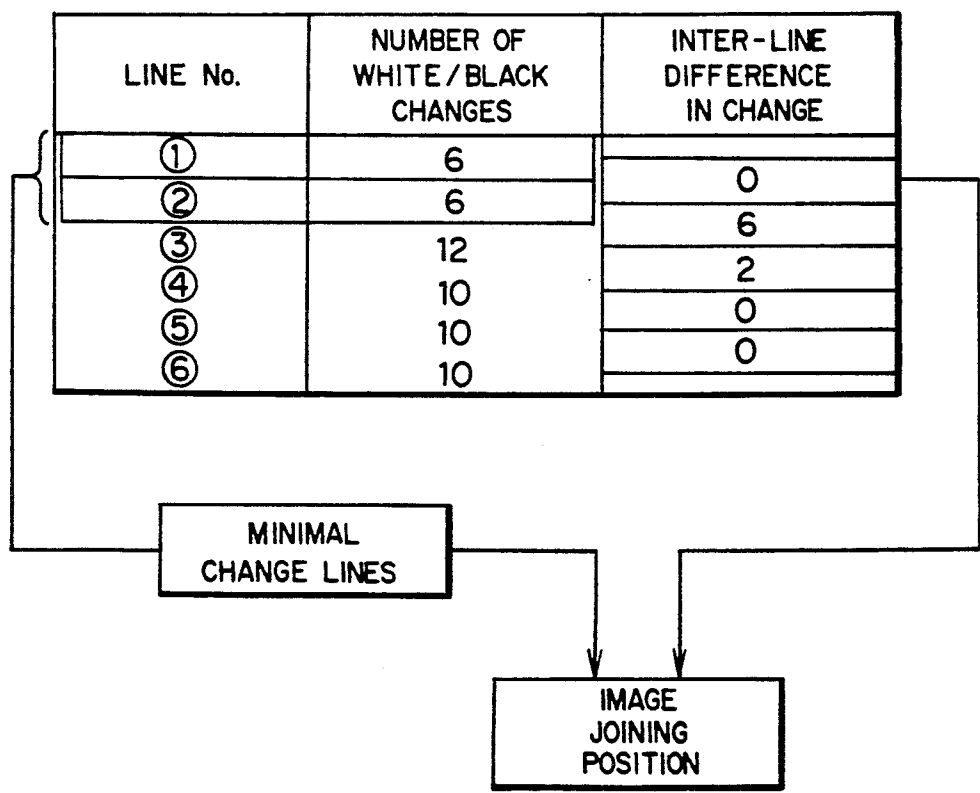 LINE No.
NUMBER OF
WHITE/BLACK
CHANGES
INTER-LINE
DIFFERENCE
IN CHANGE
① 6
0
② 6
6
③ 12
2
④ 10
0
⑤ 10
0
⑥ 10
MINIMAL
CHANGE LINES
IMAGE
JOINING
POSITION